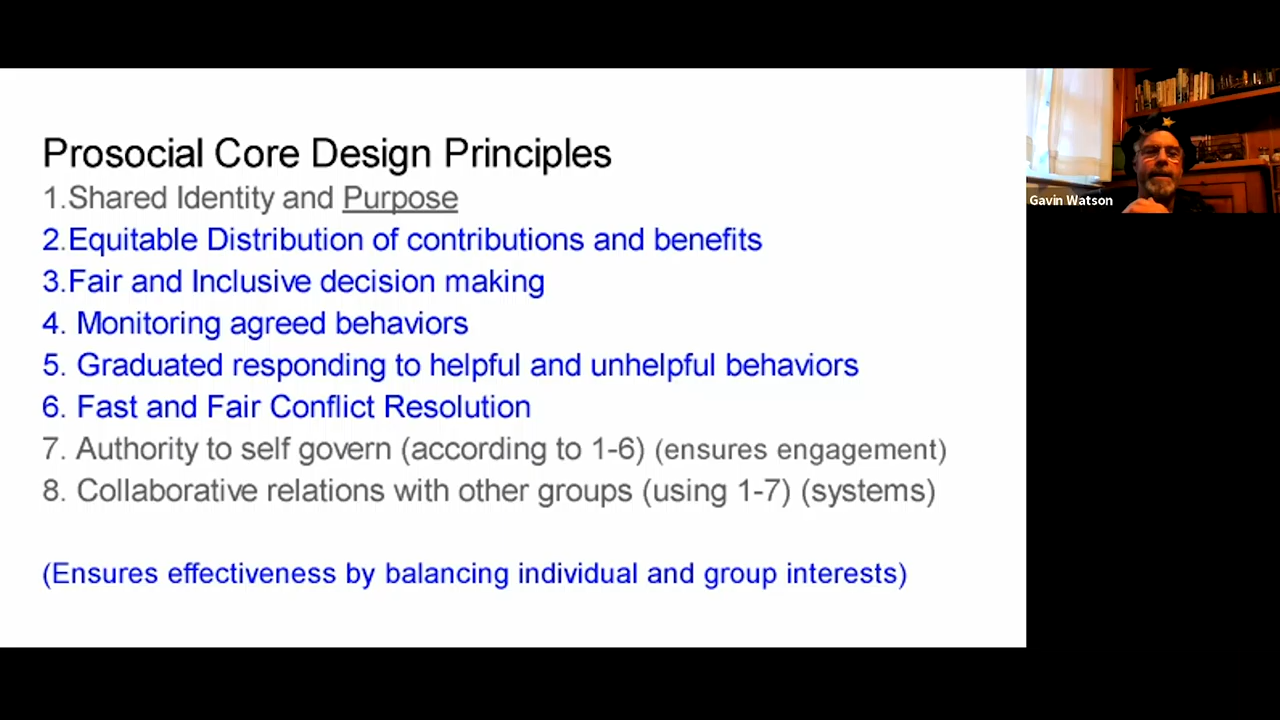 Prosocial Core Design Principles
1.Shared Identity and Purpose
2.Equitable Distribution of contributions and benefits
3.Fair and Inclusive decision making
4. Monitoring agreed behaviors
5. Graduated responding to helpful and unhelpful behaviors
6. Fast and Fair Conflict Resolution
7. Authority to self govern (according to 1-6) (ensures engagement)
8. Collaborative relations with other groups (using 1-7) (systems)
(Ensures effectiveness by balancing individual and group interests)
Gavin Watson